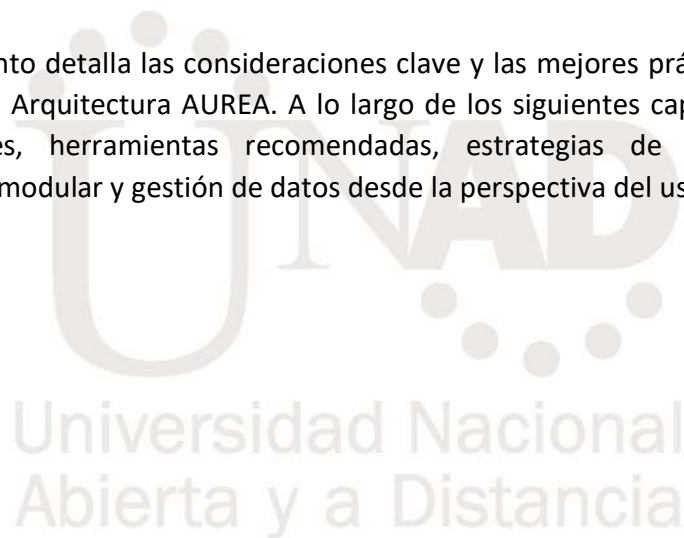 nto detalla las consideraciones clave y las mejores prá
Arquitectura AUREA. A lo largo de los siguientes cap
es, herramientas recomendadas, estrategias de
modular y gestión de datos desde la perspectiva del us
UNAD
Universidad Nacional
Abierta y a Distancia